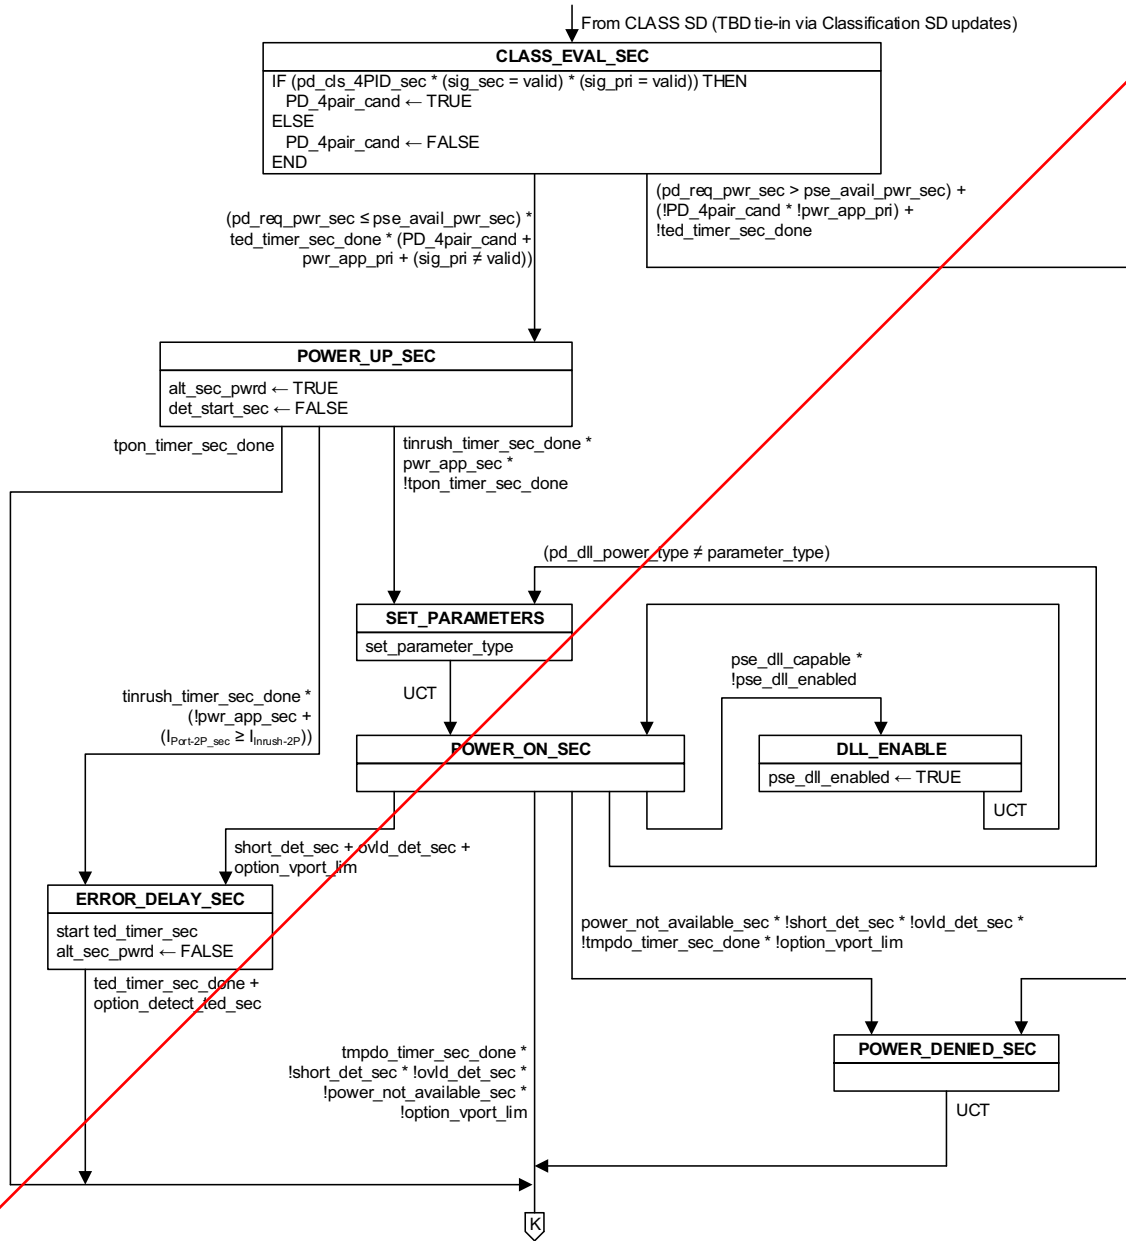 From CLASS SD (TBD tie-in via Classification SD updates)
CLASS_EVAL_SEC
IF (pd_cls_4PID_sec * (sig_sec = valid) * (sig_pri = valid)) THEN
PD_4pair_cand ← TRUE
ELSE
PD_4pair_cand ← FALSE
END
(pd_req_pwr_sec ≤ pse_avail_pwr_sec) *
ted_timer_sec_done * (PD_4pair_cand +
pwr_app_pri + (sig_pri ≠ valid))
(pd_req_pwr_sec > pse_avail_pwr_sec) +
(!PD_4pair_cand * !pwr_app_pri) +
!ted_timer_sec_done
POWER_UP_SEC
alt_sec_pwrd ← TRUE
det_start_sec ← FALSE
tpon_timer_sec_done
tinrush_timer_sec_done *
pwr_app_sec *
!tpon_timer_sec_done
(pd_dll_power_type ≠ parameter_type)
SET_PARAMETERS
set_parameter_type
UCT
pse_dll_capable *
!pse_dll_enabled
tinrush_timer_sec_done *
(!pwr_app_sec +
(IPort-2P_sec ≥ IInrush-2P))
POWER_ON_SEC
DLL_ENABLE
pse_dll_enabled ← TRUE
UCT
short_det_sec + ovld_det_sec +
option_vport_lim
ERROR_DELAY_SEC
start ted_timer_sec
alt_sec_pwrd ← FALSE
power_not_available_sec * !short_det_sec * !ovld_det_sec *
!tmpdo_timer_sec_done * !option_vport_lim
ted_timer_sec_done +
option_detect_ted_sec
POWER_DENIED_SEC
tmpdo_timer_sec_done *
!short_det_sec * !ovld_det_sec *
!power_not_available_sec *
!option_vport_lim
UCT
K